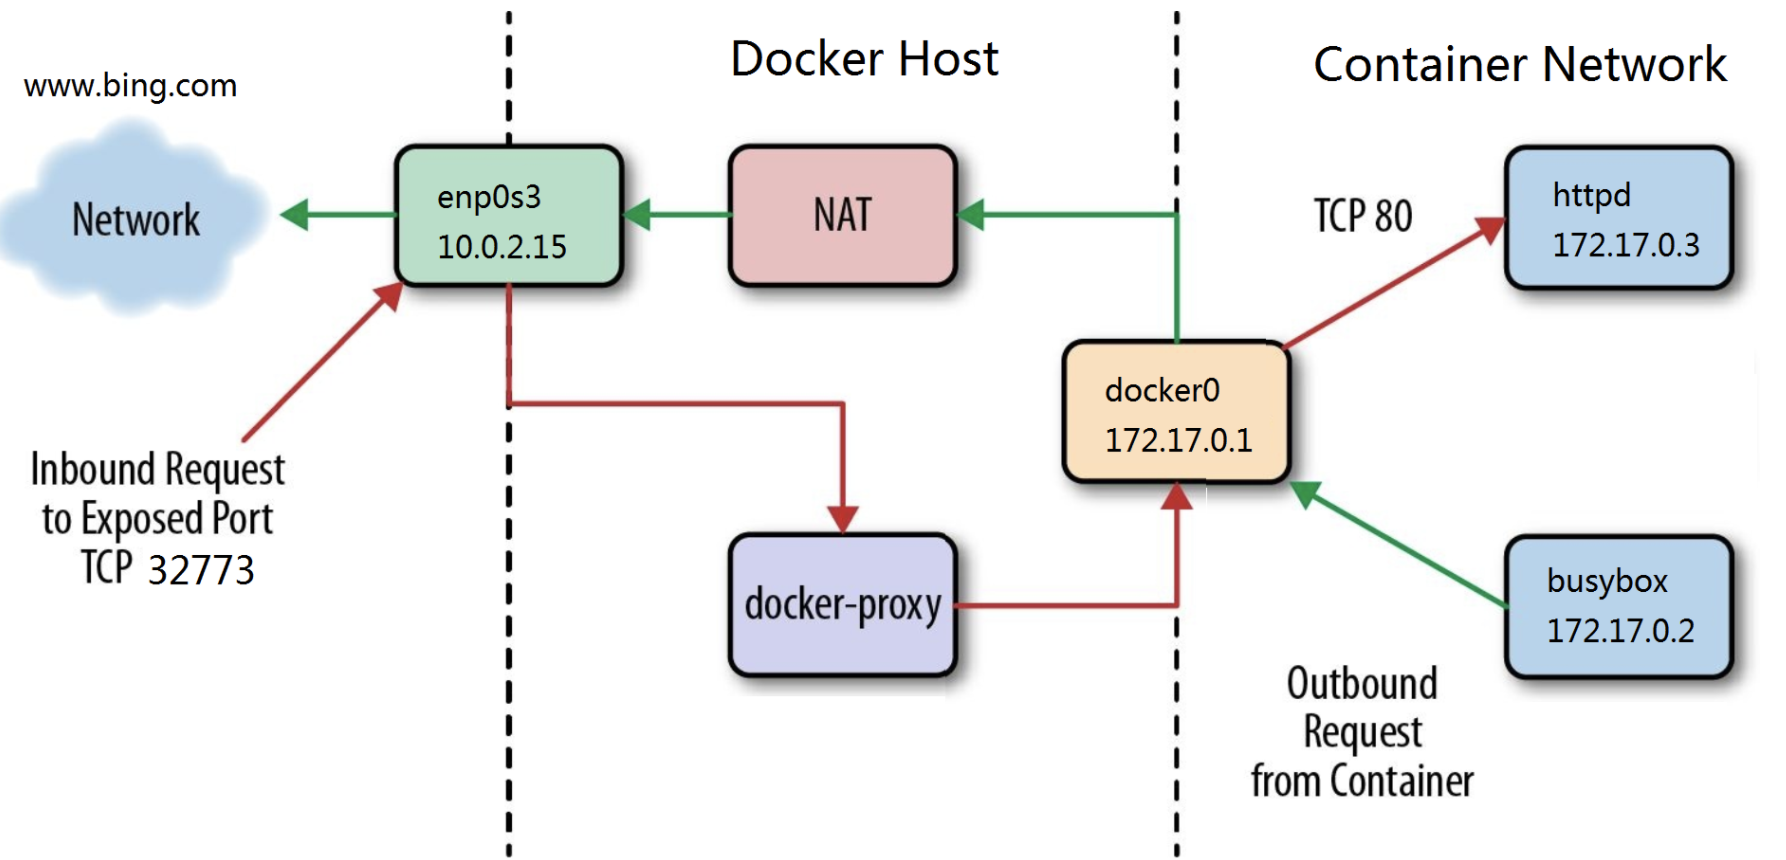 Docker Host
Container Network
www.bing.com
Network
enp0s3
10.0.2.15
NAT
TCP 80
httpd
172.17.0.3
docker0
172.17.0.1
Inbound Request
to Exposed Port
TCP 32773
docker-proxy
busybox
172.17.0.2
Outbound
Request
from Container